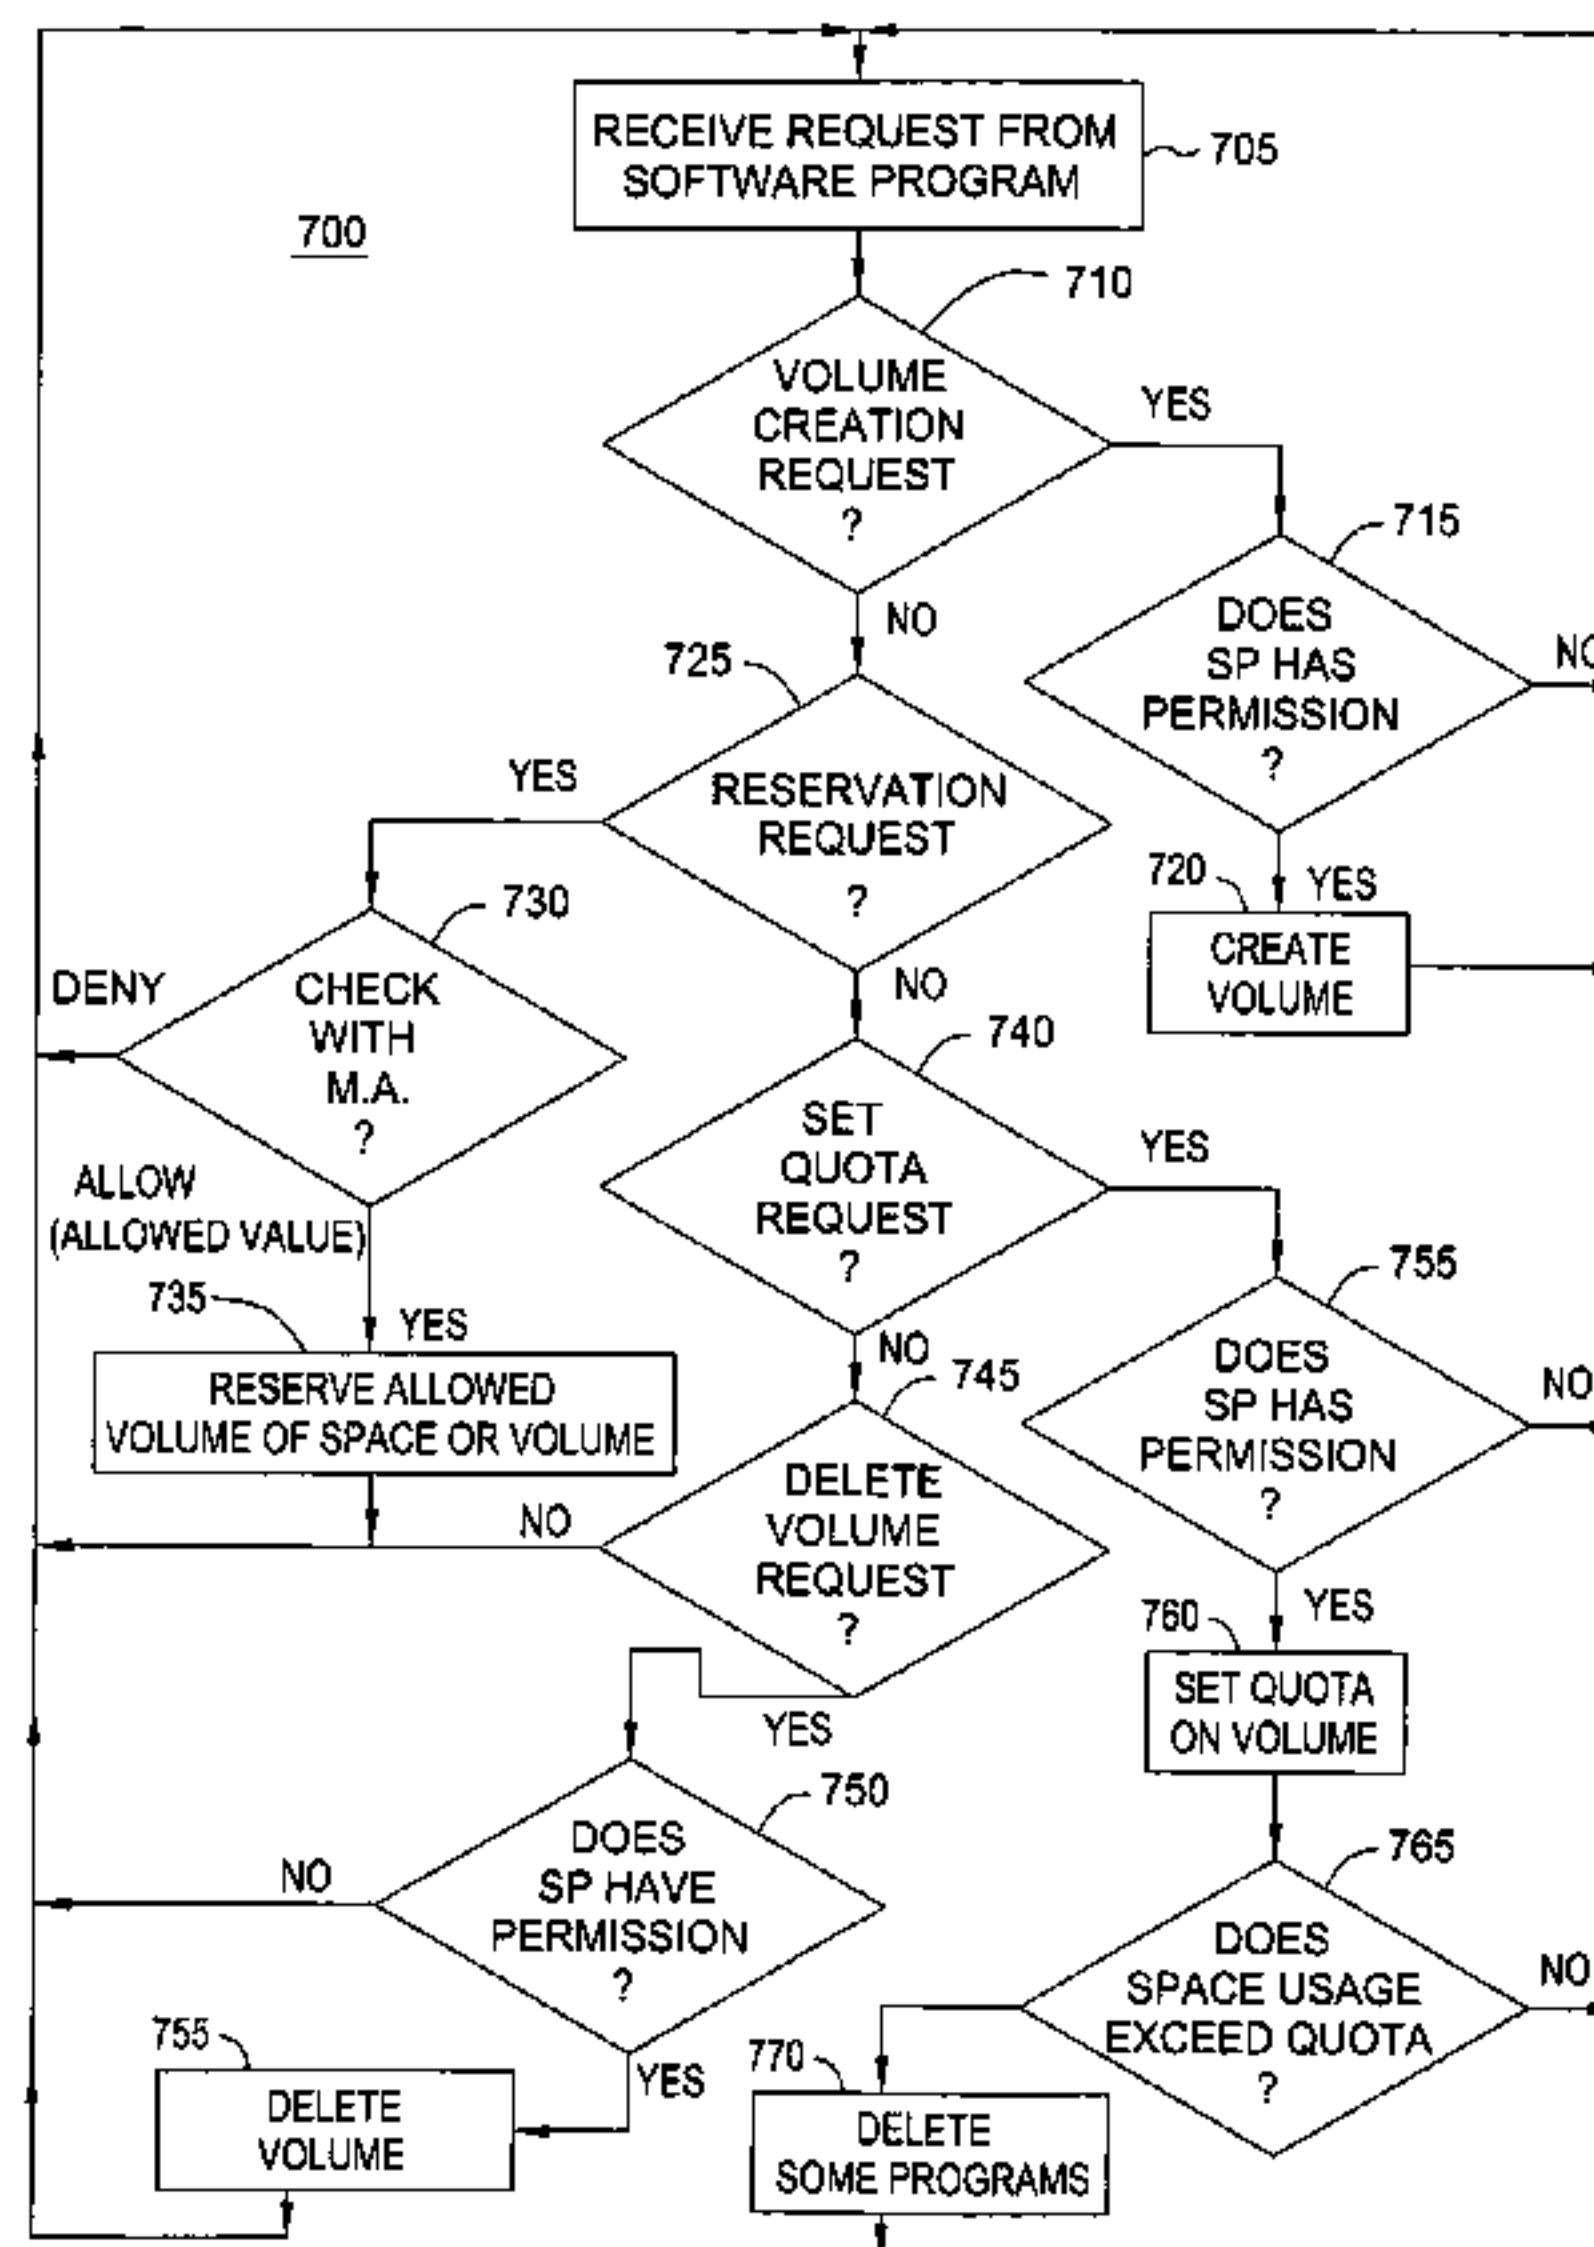 RECEIVE REQUEST FROM
SOFTWARE PROGRAM
705
700
710
VOLUME
CREATION
REQUEST
?
YES
715
DOES
SP HAS
PERMISSION
?
NO
NO
725
RESERVATION
REQUEST
?
YES
720
YES
CREATE
VOLUME
730
DENY
CHECK
WITH
M.A.
?
NO
740
SET
QUOTA
REQUEST
?
YES
ALLOW
(ALLOWED VALUE)
735
YES
RESERVE ALLOWED
VOLUME OF SPACE OR VOLUME
755
DOES
SP HAS
PERMISSION
?
NO
NO
745
DELETE
VOLUME
REQUEST
?
NO
YES
760
YES
SET QUOTA
ON VOLUME
750
DOES
SP HAVE
PERMISSION
?
NO
765
DOES
SPACE USAGE
EXCEED QUOTA
?
NO
755
YES
DELETE
VOLUME
770
DELETE
SOME PROGRAMS